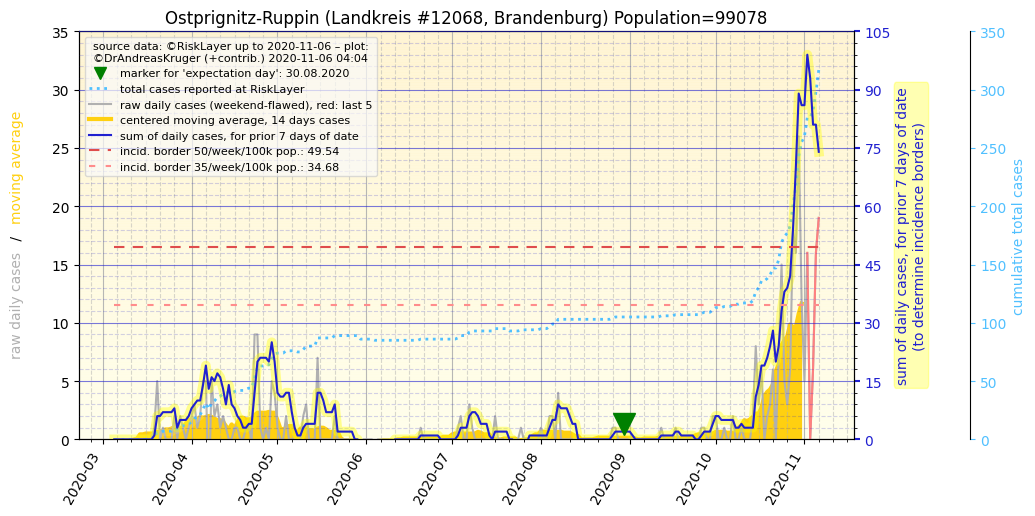 Ostprignitz-Ruppin (Landkreis #12068, Brandenburg) Population=99078
source data: ©RiskLayer up to 2020-11-06 – plot:
©DrAndreasKruger (+contrib.) 2020-11-06 04:04
marker for 'expectation day': 30.08.2020
total cases reported at RiskLayer
raw daily cases (weekend-flawed), red: last 5
centered moving average, 14 days cases
sum of daily cases, for prior 7 days of date
incid. border 50/week/100k pop.: 49.54
incid. border 35/week/100k pop.: 34.68
raw daily cases / moving average
35
30
25
20
15
10
5
0
2020-03
2020-04
2020-05
2020-06
2020-07
2020-08
2020-09
2020-10
2020-11
105
90
75
60
45
30
15
0
sum of daily cases, for prior 7 days of date
(to determine incidence borders)
350
300
250
200
150
100
50
0
cumulative total cases